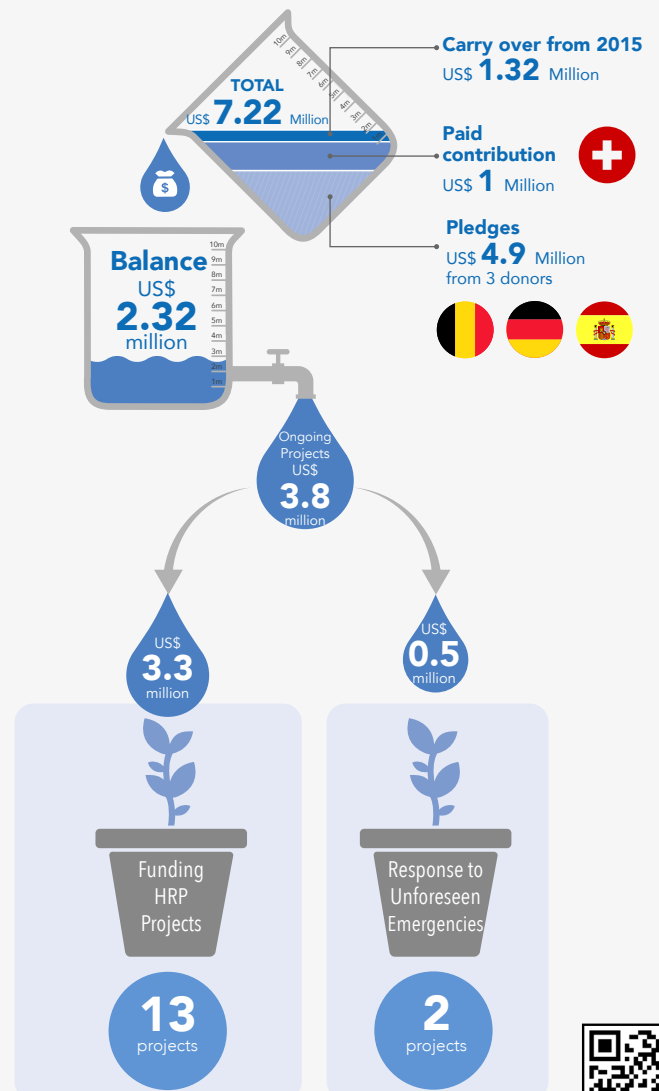 TOTAL
US$ 7.22 Million
10m
9m
8m
7m
6m
5m
4m
3m
2m
Carry over from 2015
US$ 1.32 Million
Paid
contribution
US$ 1 Million
Pledges
US$ 4.9 Million
from 3 donors
$
Balance
US$
2.32
million
10m
9m
8m
7m
6m
5m
4m
3m
2m
1m
Ongoing
Projects
US$
3.8
million
US$
3.3
million
US$
0.5
million
Funding
HRP
Projects
Response to
Unforeseen
Emergencies
13
projects
2
projects